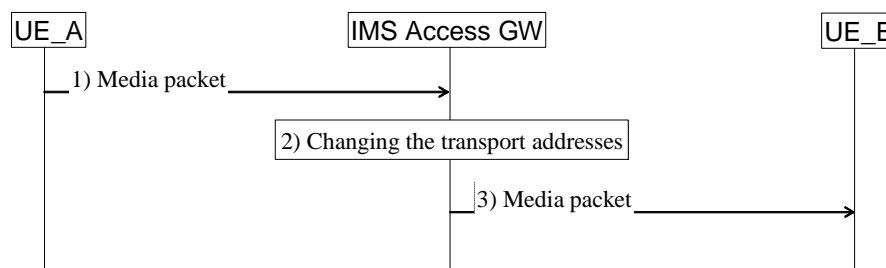 UE_A
IMS Access GW
UE_B
1) Media packet
2) Changing the transport addresses
3) Media packet